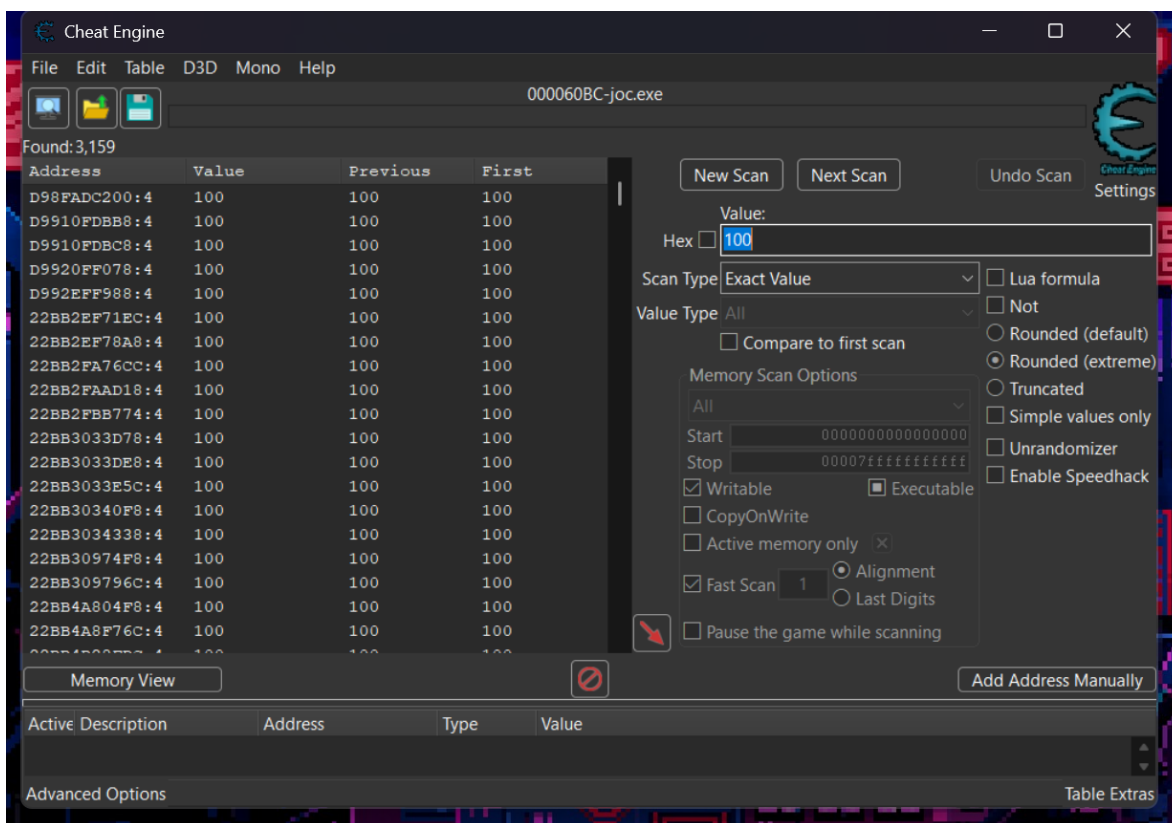 Cheat Engine
File Edit Table D3D Mono Help
000060BC-joc.exe
Found:3,159
Address Value Previous First
D98FADC200:4 100 100 100
D9910FDBB8:4 100 100 100
D9910FDBC8:4 100 100 100
D9920FF078:4 100 100 100
D992EFF988:4 100 100 100
22BB2EF71EC:4 100 100 100
22BB2EF78A8:4 100 100 100
22BB2FA76CC:4 100 100 100
22BB2FAAD18:4 100 100 100
22BB2FBB774:4 100 100 100
22BB3033D78:4 100 100 100
22BB3033DE8:4 100 100 100
22BB3033E5C:4 100 100 100
22BB30340F8:4 100 100 100
22BB3034338:4 100 100 100
22BB30974F8:4 100 100 100
22BB309796C:4 100 100 100
22BB4A804F8:4 100 100 100
22BB4A8F76C:4 100 100 100
New Scan Next Scan Undo Scan
Cheat Engine
Settings
Value:
Hex 100
Scan Type Exact Value
Value Type All
Compare to first scan
Lua formula
Not
Rounded (default)
Rounded (extreme)
Truncated
Simple values only
Unrandomizer
Enable Speedhack
Memory Scan Options
All
Start 0000000000000000
Stop 00007fffffffffff
Writable Executable
CopyOnWrite
Active memory only
Fast Scan 1 Alignment
Last Digits
Pause the game while scanning
Memory View Add Address Manually
Active Description Address Type Value
Advanced Options Table Extras